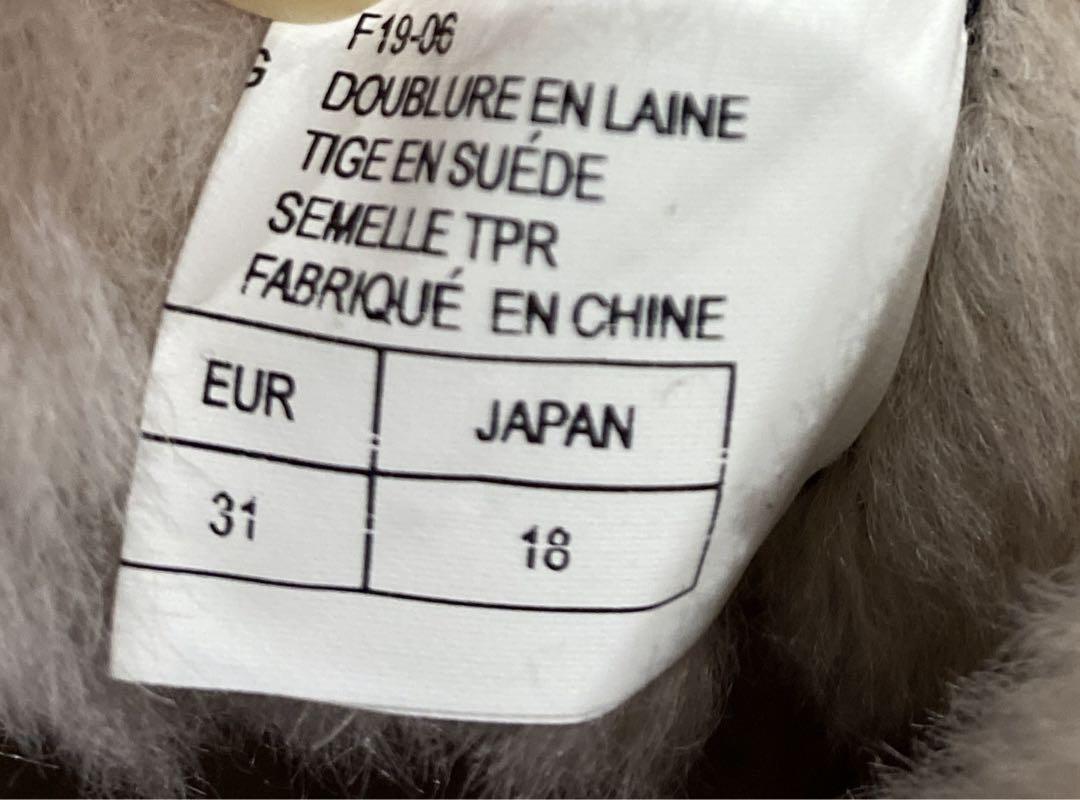 F19-06
G
DOUBLURE EN LAINE
TIGE EN SUÉDE
SEMELLE TPR
FABRIQUÉ EN CHINE
EUR JAPAN
31 18